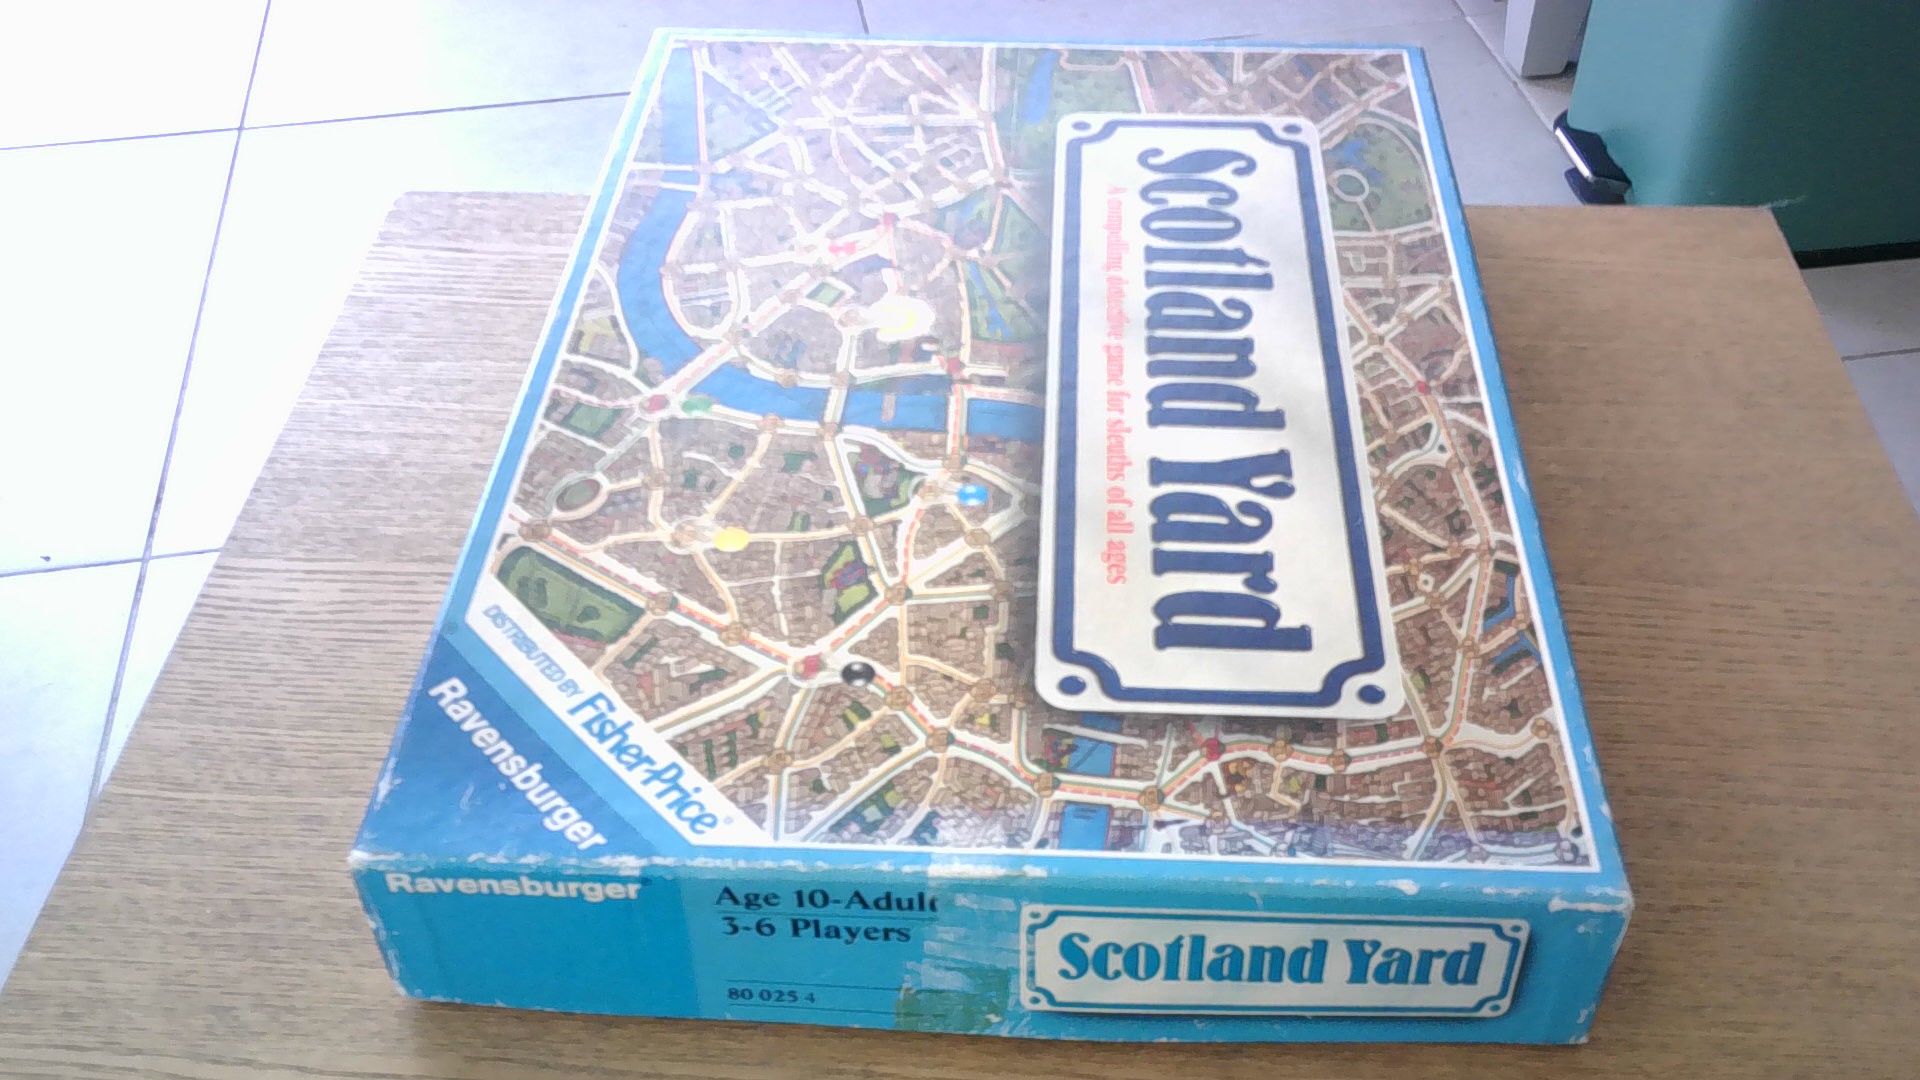 Scotland Yard
A compelling detective game for sleuths of all ages
DISTRIBUTED BY Fisher-Price
Ravensburger
Ravensburger
Age 10-Adult
3-6 Players
80 025 4
Scotland Yard